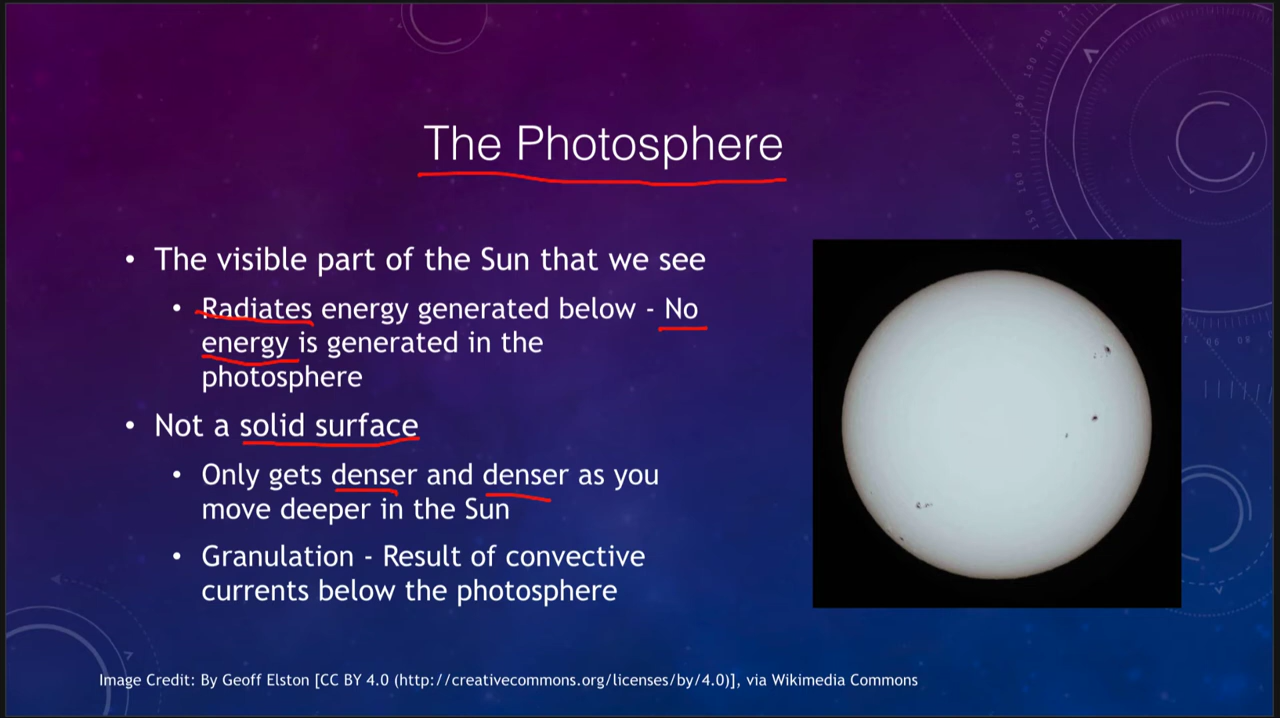 The Photosphere
• The visible part of the Sun that we see
• Radiates energy generated below - No
energy is generated in the
photosphere
• Not a solid surface
• Only gets denser and denser as you
move deeper in the Sun
• Granulation - Result of convective
currents below the photosphere
Image Credit: By Geoff Elston [CC BY 4.0 (http://creativecommons.org/licenses/by/4.0)], via Wikimedia Commons